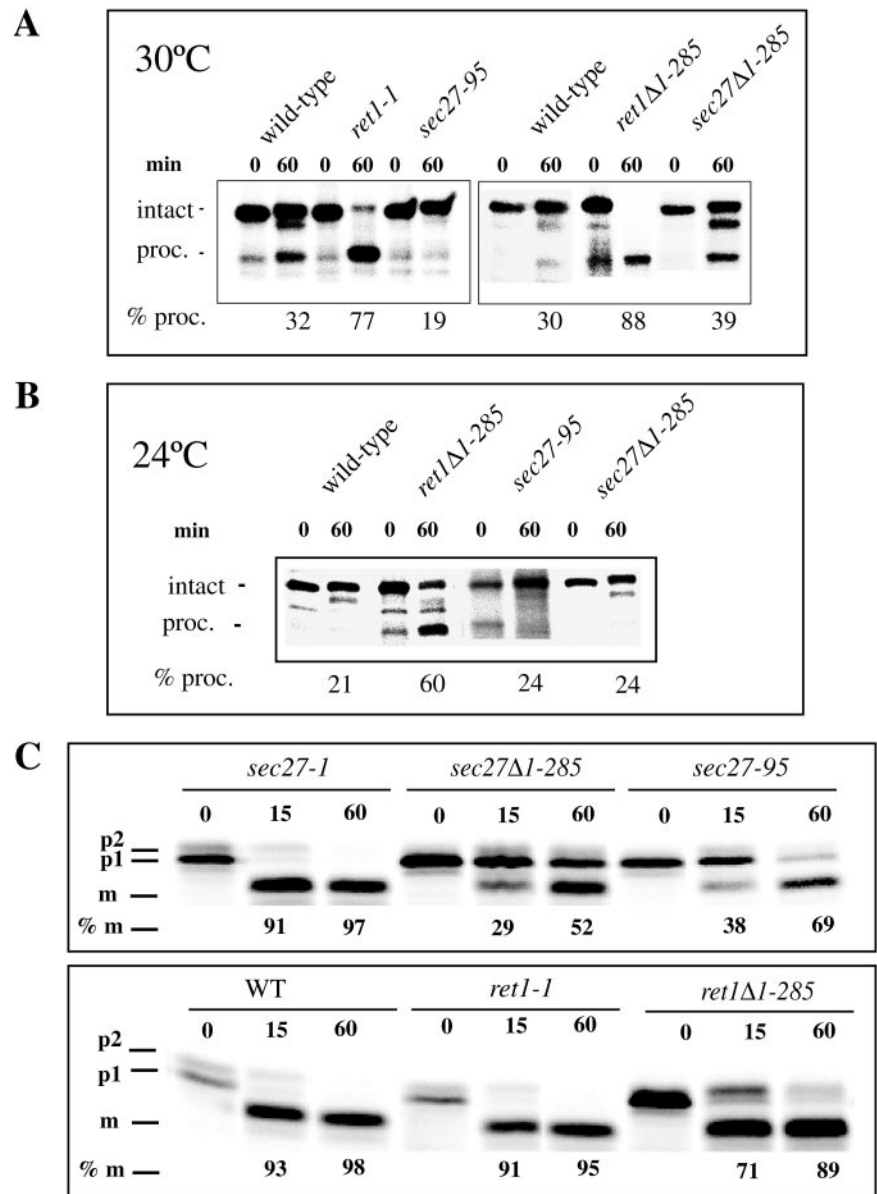 A
30ºC
wild-type ret1-1 sec27-95 wild-type ret1Δ1-285 sec27Δ1-285
min 0 60 0 60 0 60 0 60 0 60 0 60
intact -
proc. -
% proc. 32 77 19 30 88 39
B
24ºC
wild-type ret1Δ1-285 sec27-95 sec27Δ1-285
min 0 60 0 60 0 60 0 60
intact -
proc. -
% proc. 21 60 24 24
C
sec27-1 sec27Δ1-285 sec27-95
0 15 60 0 15 60 0 15 60
p2
p1
m
% m 91 97 29 52 38 69
WT ret1-1 ret1Δ1-285
0 15 60 0 15 60 0 15 60
p2
p1
m
% m 93 98 91 95 71 89